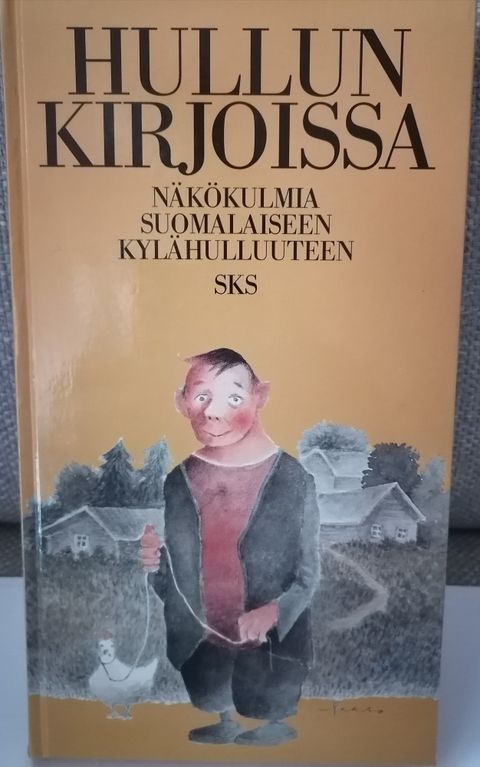 HULLUN
KIRJOISSA
NÄKÖKULMIA
SUOMALAISEEN
KYLÄHULLUUTEEN
SKS